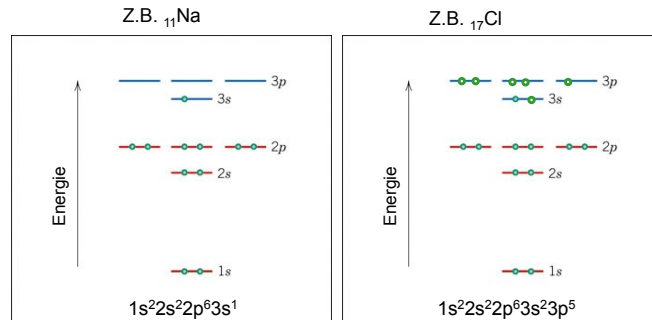 Z.B. ₁₁Na
3p
3s
2p
2s
1s
Energie
1s²2s²2p⁶3s¹
Z.B. ₁₇Cl
3p
3s
2p
2s
1s
Energie
1s²2s²2p⁶3s²3p⁵